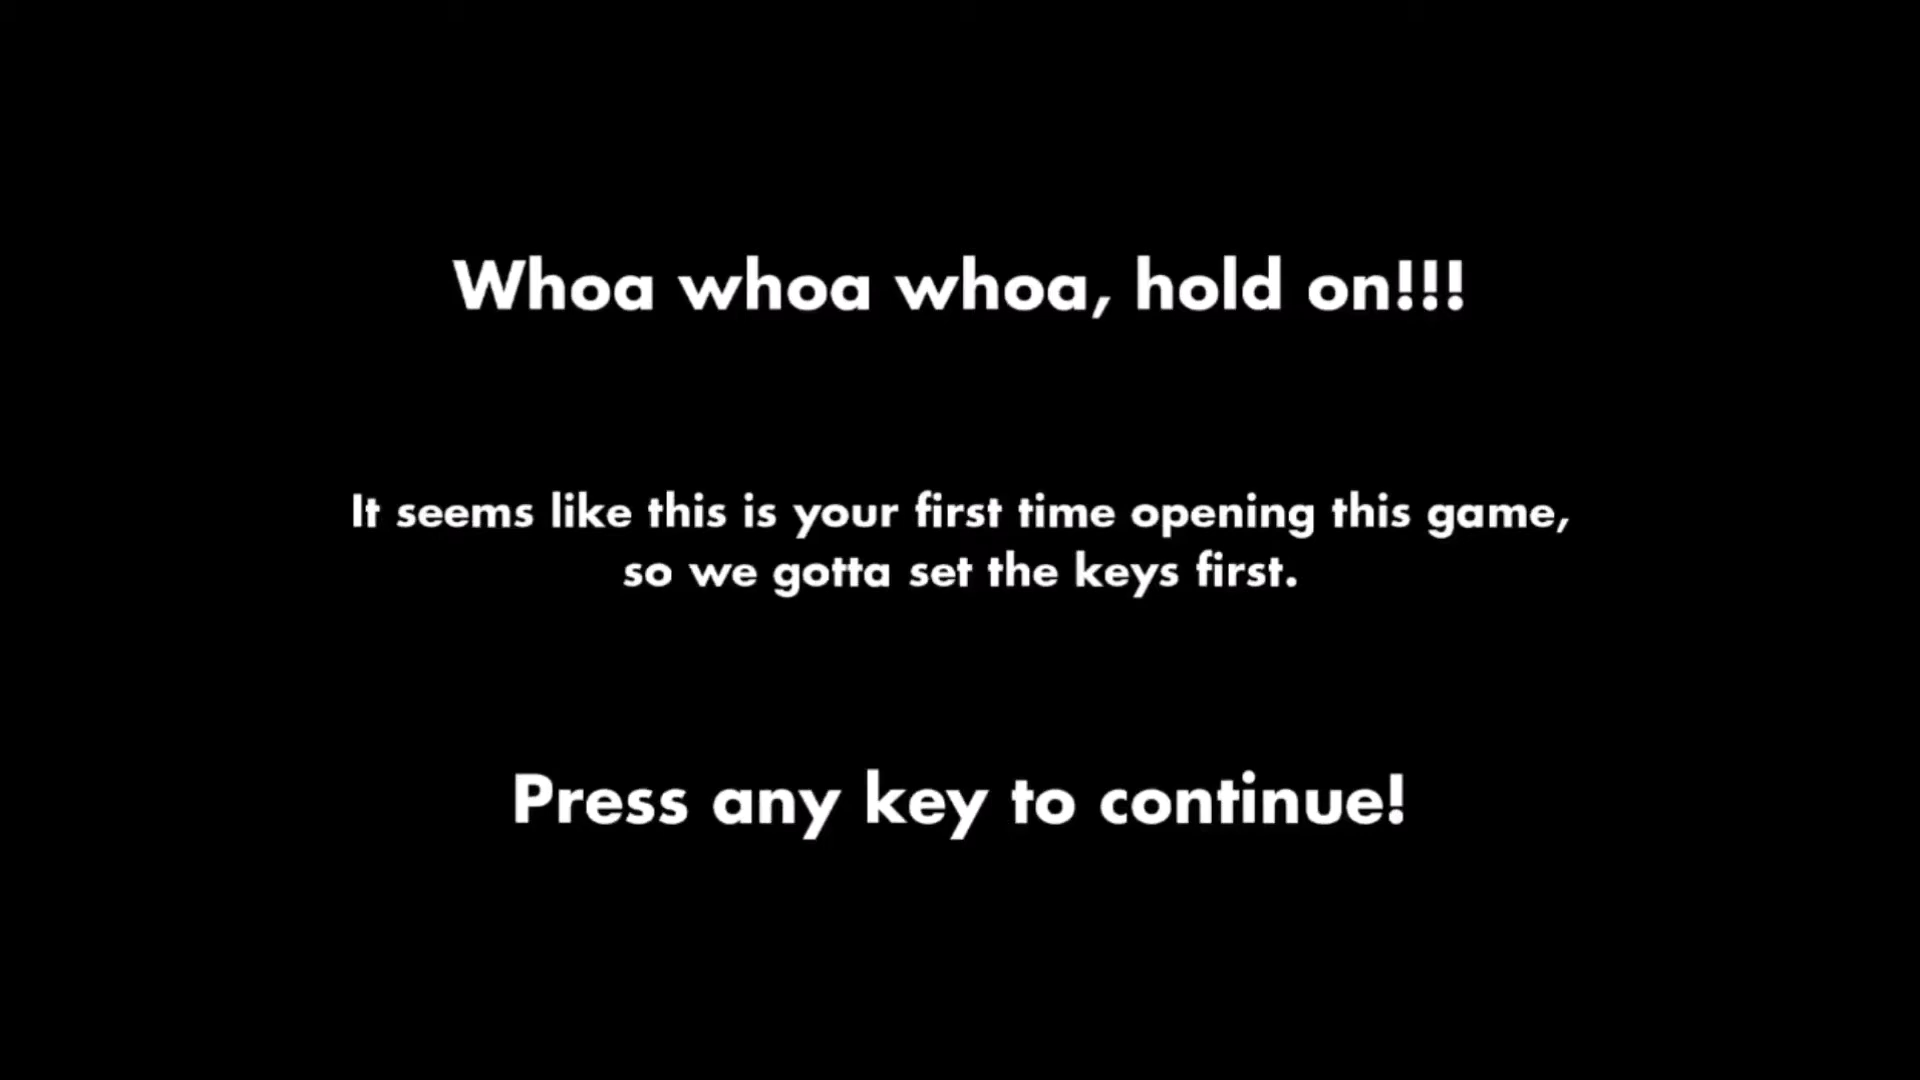 Whoa whoa whoa, hold on!!!
It seems like this is your first time opening this game,
so we gotta set the keys first.
Press any key to continue!